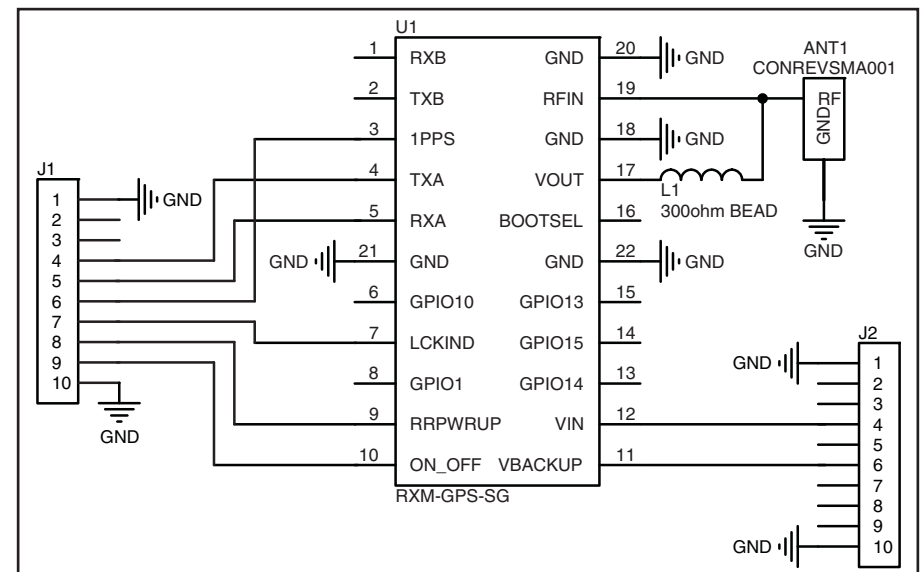 U1
ANT1
CONREVSMA001
1 RXB GND 20 GND
2 TXB RFIN 19 RF
GND
3 1PPS GND 18 GND
4 TXA VOUT 17
L1
300ohm BEAD
5 RXA BOOTSEL 16
GND 21 GND GND 22 GND
GND
6 GPIO10 GPIO13 15
7 LCKIND GPIO15 14
8 GPIO1 GPIO14 13
9 RRPWRUP VIN 12
10 ON_OFF VBACKUP 11
RXM-GPS-SG
J1
1 GND
2
3
4
5
6
7
8
9
10
GND
J2
GND 1
2
3
4
5
6
7
8
9
GND 10